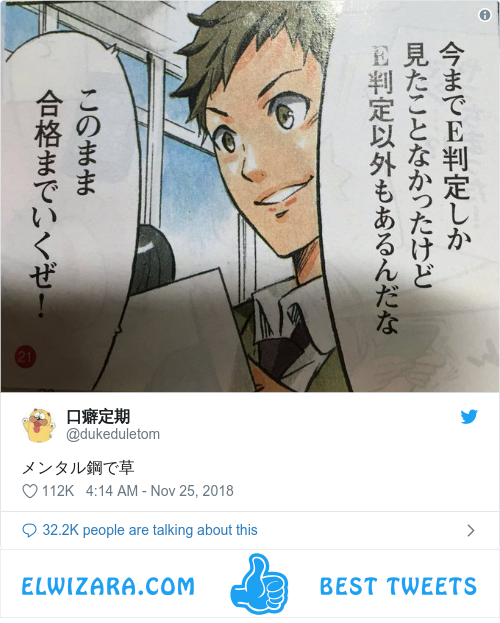 今までE判定しか
見たことなかったけど
E判定以外もあるんだな
このまま
合格までいくぜ！
21
口癖定期
@dukeduletom
メンタル鋼で草
112K 4:14 AM - Nov 25, 2018
32.2K people are talking about this
ELWIZARA.COM
BEST TWEETS